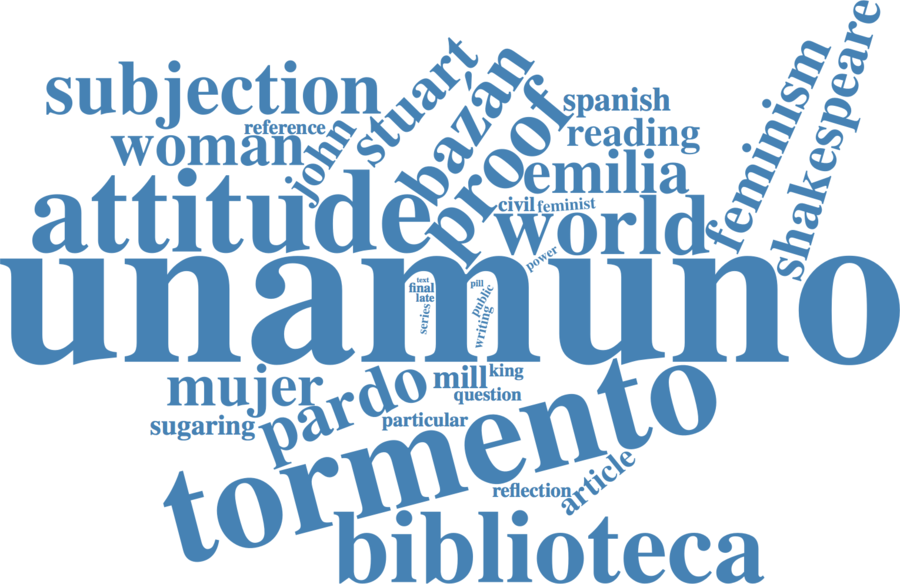 subjection
stuart
bazán
proof
spanish
feminism
shakespeare
reference
woman
john
reading
emilia
attitude
civil
feminist
world
power
unamuno
text
final
late
series
pill
public
writing
mujer
pardo
mill
king
question
sugaring
particular
tormento
reflection
article
biblioteca